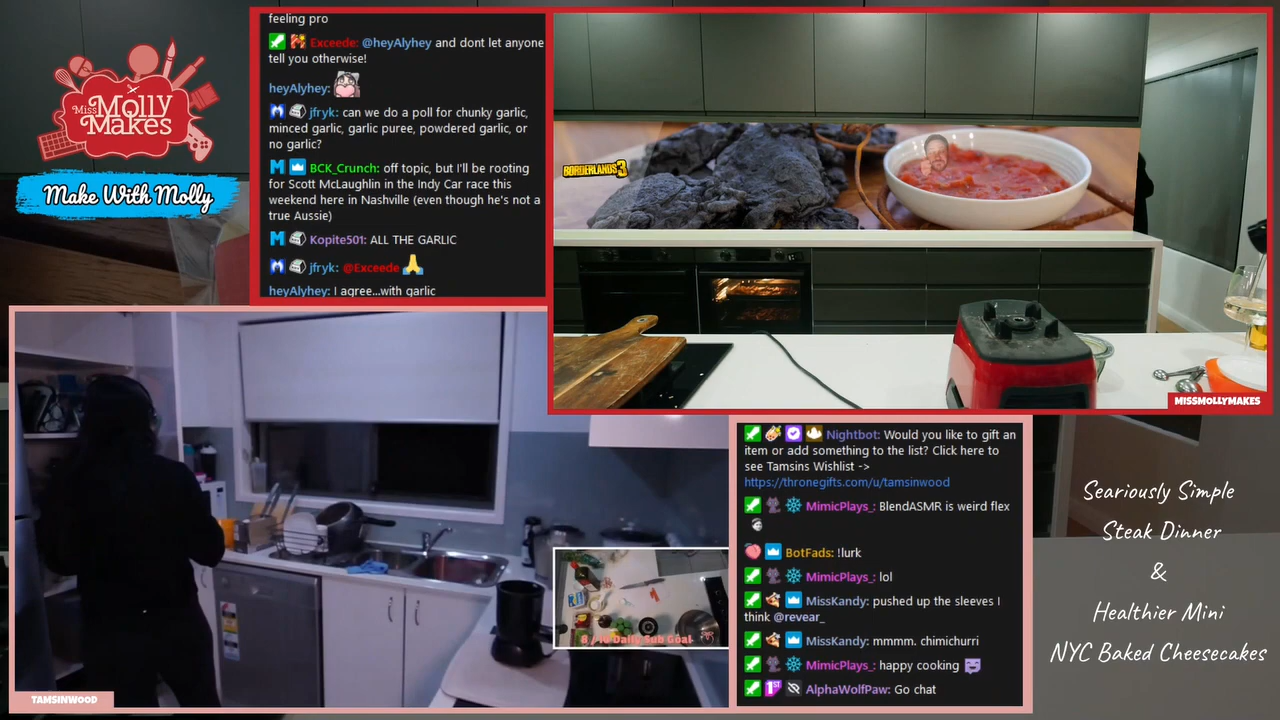 Miss
MOLLY
MAKES
Make With Molly
feeling pro
Exceede: @heyAlyhey and dont let anyone
tell you otherwise!
heyAlyhey:
jfryk: can we do a poll for chunky garlic,
minced garlic, garlic puree, powdered garlic, or
no garlic?
BCK_Crunch: off topic, but I'll be rooting
for Scott McLaughlin in the Indy Car race this
weekend here in Nashville (even though he's not a
true Aussie)
Kopite501: ALL THE GARLIC
jfryk: @Exceede
heyAlyhey: I agree...with garlic
BORDERLANDS 3
MISSMOLLYMAKES
TAMSINWOOD
8 / 10 Daily Sub Goal
Nightbot: Would you like to gift an
item or add something to the list? Click here to
see Tamsins Wishlist ->
https://thronegifts.com/u/tamsinwood
MimicPlays_: BlendASMR is weird flex
BotFads: !lurk
MimicPlays_: lol
MissKandy: pushed up the sleeves I
think @revear_
MissKandy: mmmm. chimichurri
MimicPlays_: happy cooking
1ST AlphaWolfPaw: Go chat
Seariously Simple
Steak Dinner
&
Healthier Mini
NYC Baked Cheesecakes